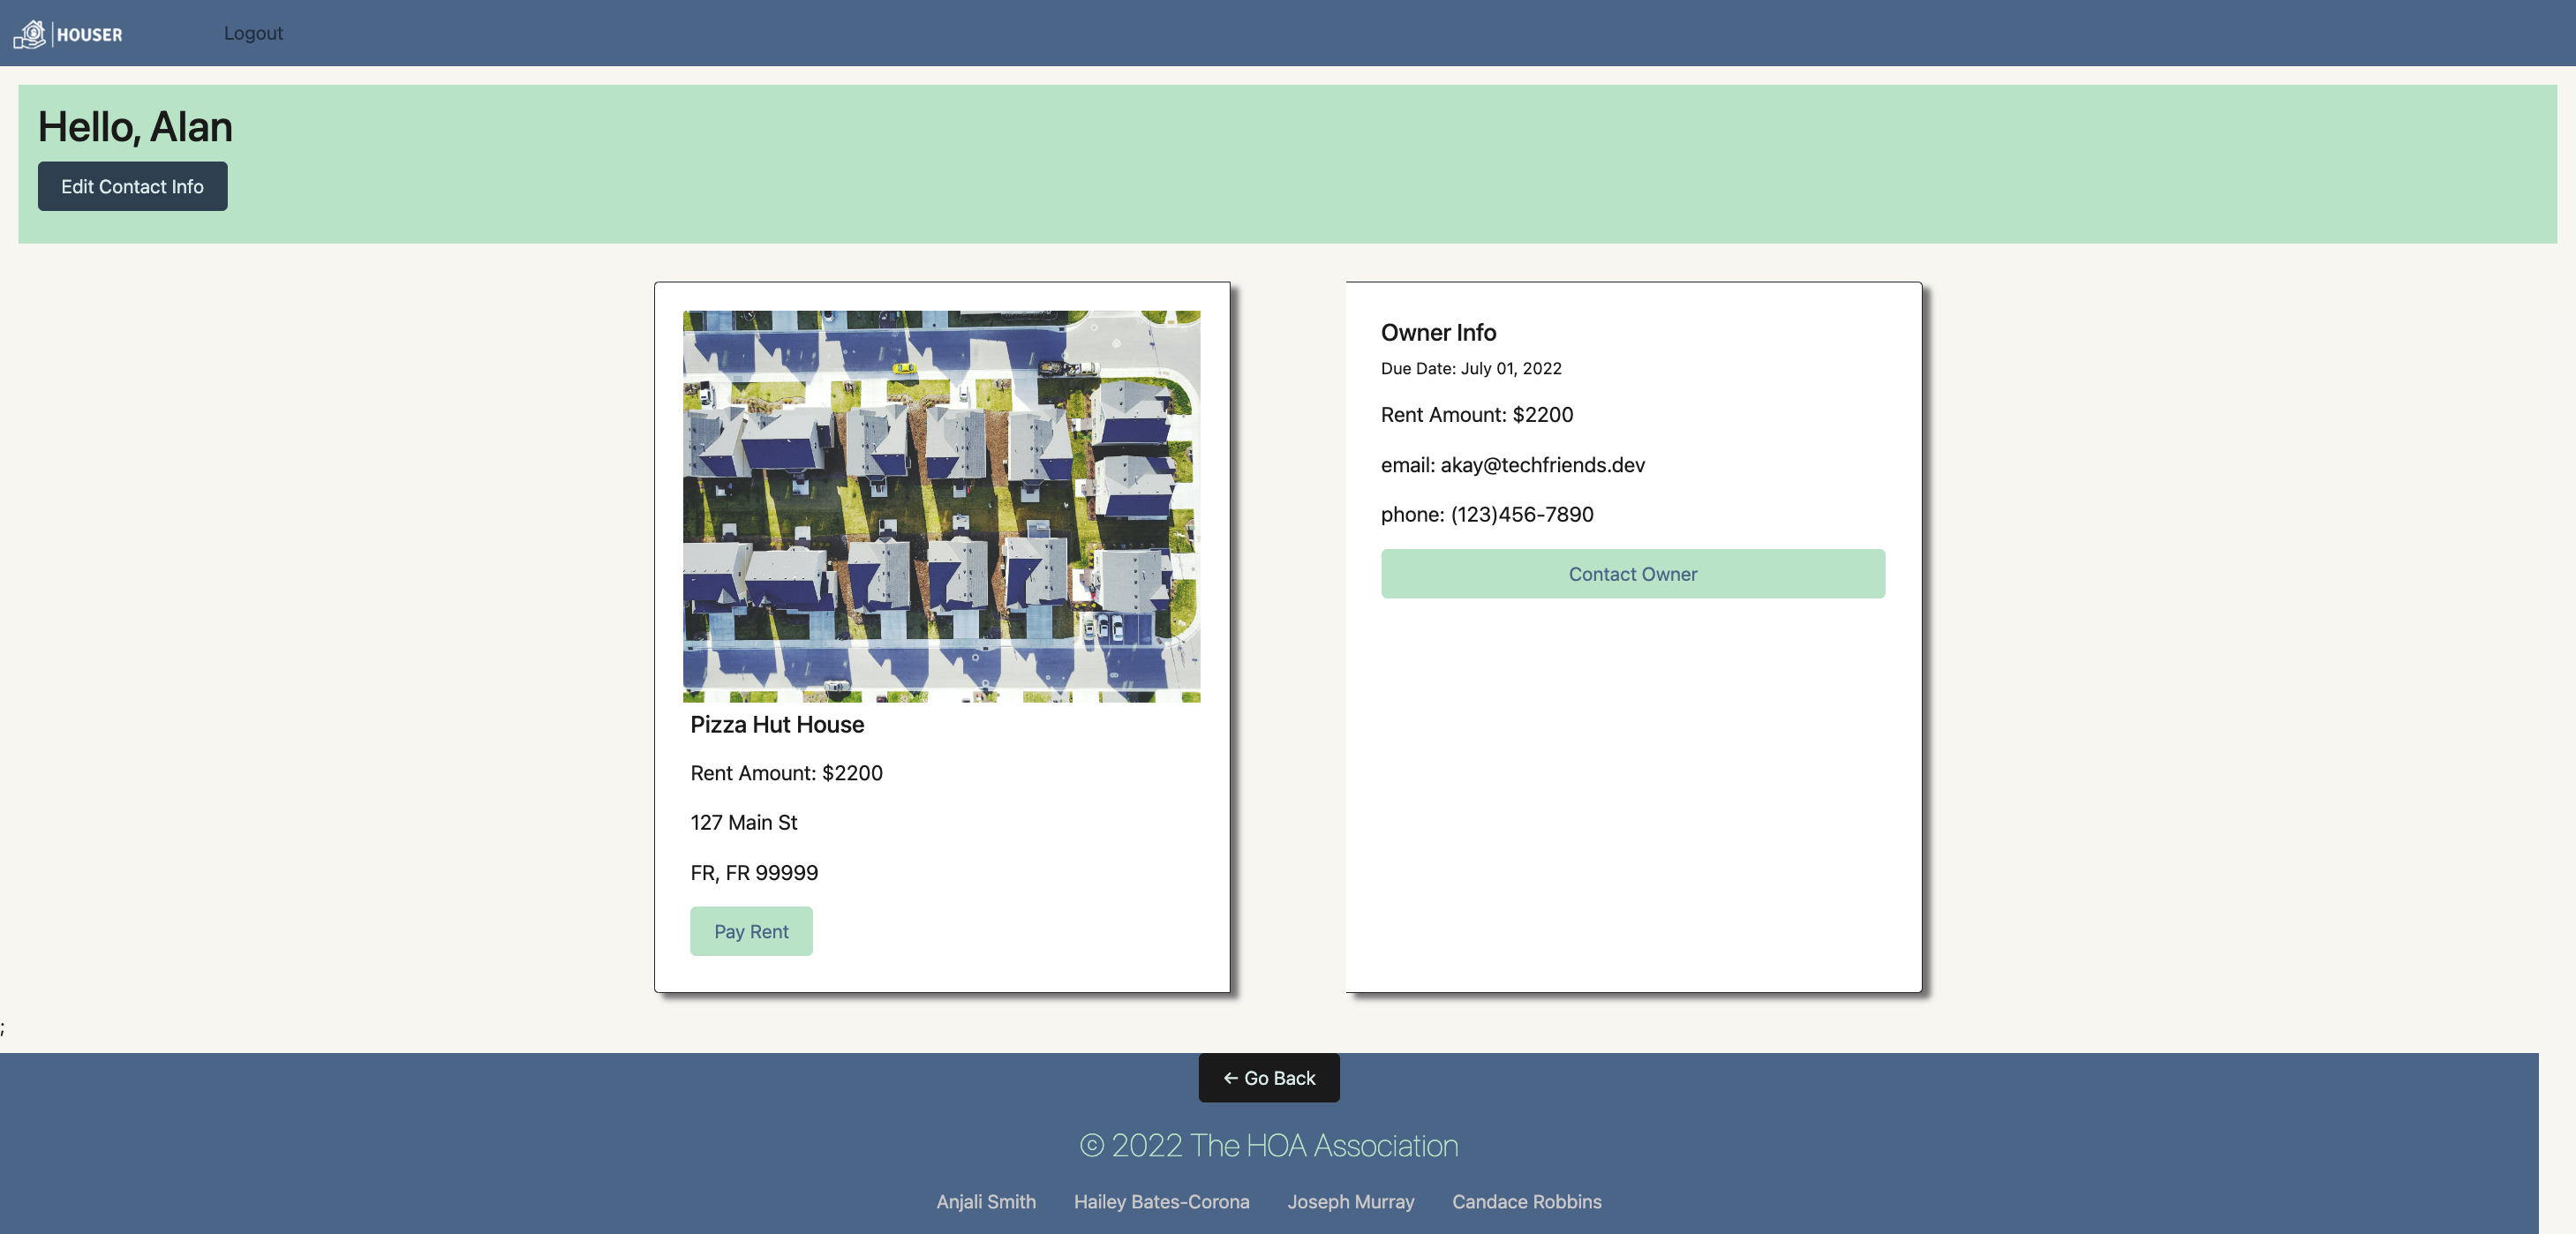 HOUSER
Logout
Hello, Alan
Edit Contact Info
Pizza Hut House
Rent Amount: $2200
127 Main St
FR, FR 99999
Pay Rent
Owner Info
Due Date: July 01, 2022
Rent Amount: $2200
email: akay@techfriends.dev
phone: (123)456-7890
Contact Owner
;
← Go Back
© 2022 The HOA Association
Anjali Smith Hailey Bates-Corona Joseph Murray Candace Robbins